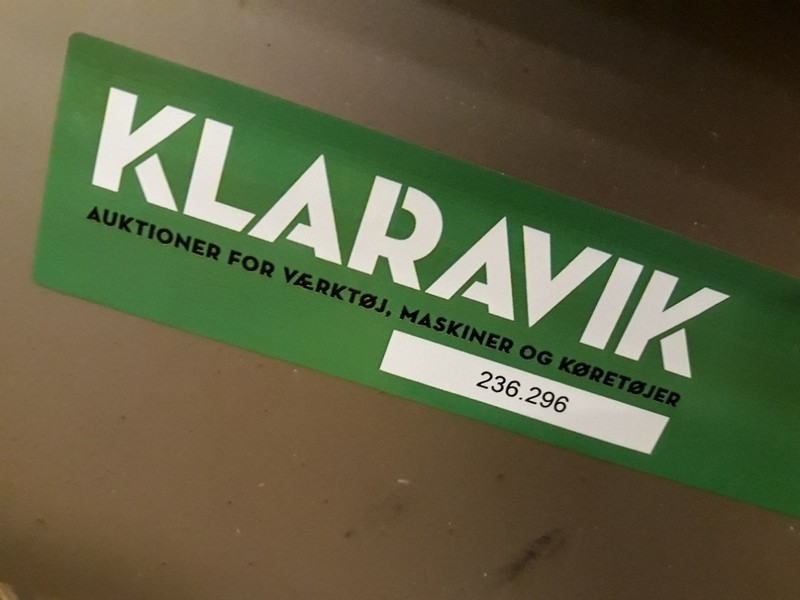 KLARAVIK
AUKTIONER FOR VÆRKTØJ, MASKINER OG KØRETØJER
236.296